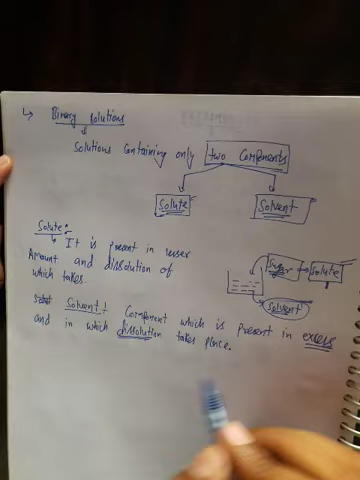 ↳ Binary solutions
Solutions Containing only two Components
Solute Solvent
Solute:-
↳ It is present in lesser
Amount and dissolution of
which takes.
Sugar → Solute
Solvent
Solvent: Component which is present in excess
and in which dissolution takes place.